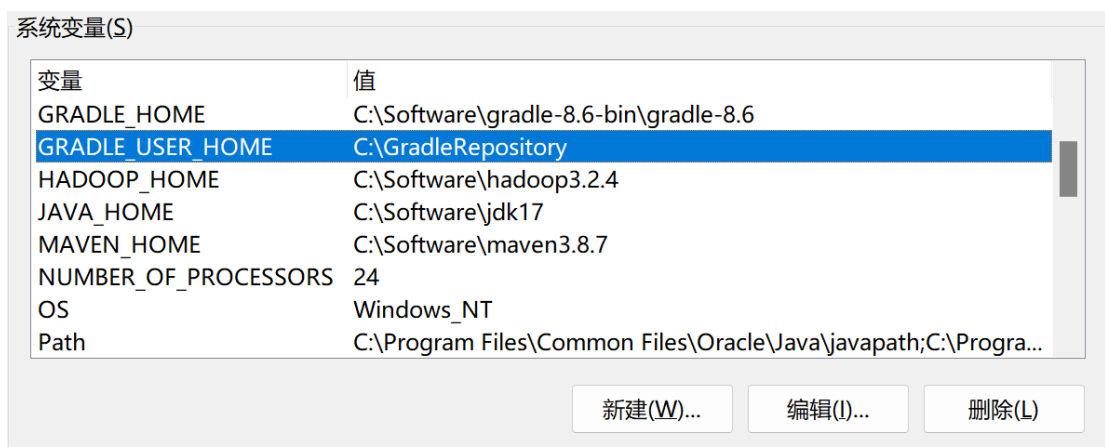 系统变量(S)
变量 值
GRADLE_HOME C:\Software\gradle-8.6-bin\gradle-8.6
GRADLE_USER_HOME C:\GradleRepository
HADOOP_HOME C:\Software\hadoop3.2.4
JAVA_HOME C:\Software\jdk17
MAVEN_HOME C:\Software\maven3.8.7
NUMBER_OF_PROCESSORS 24
OS Windows_NT
Path C:\Program Files\Common Files\Oracle\Java\javapath;C:\Progra...
新建(W)... 编辑(I)... 删除(L)